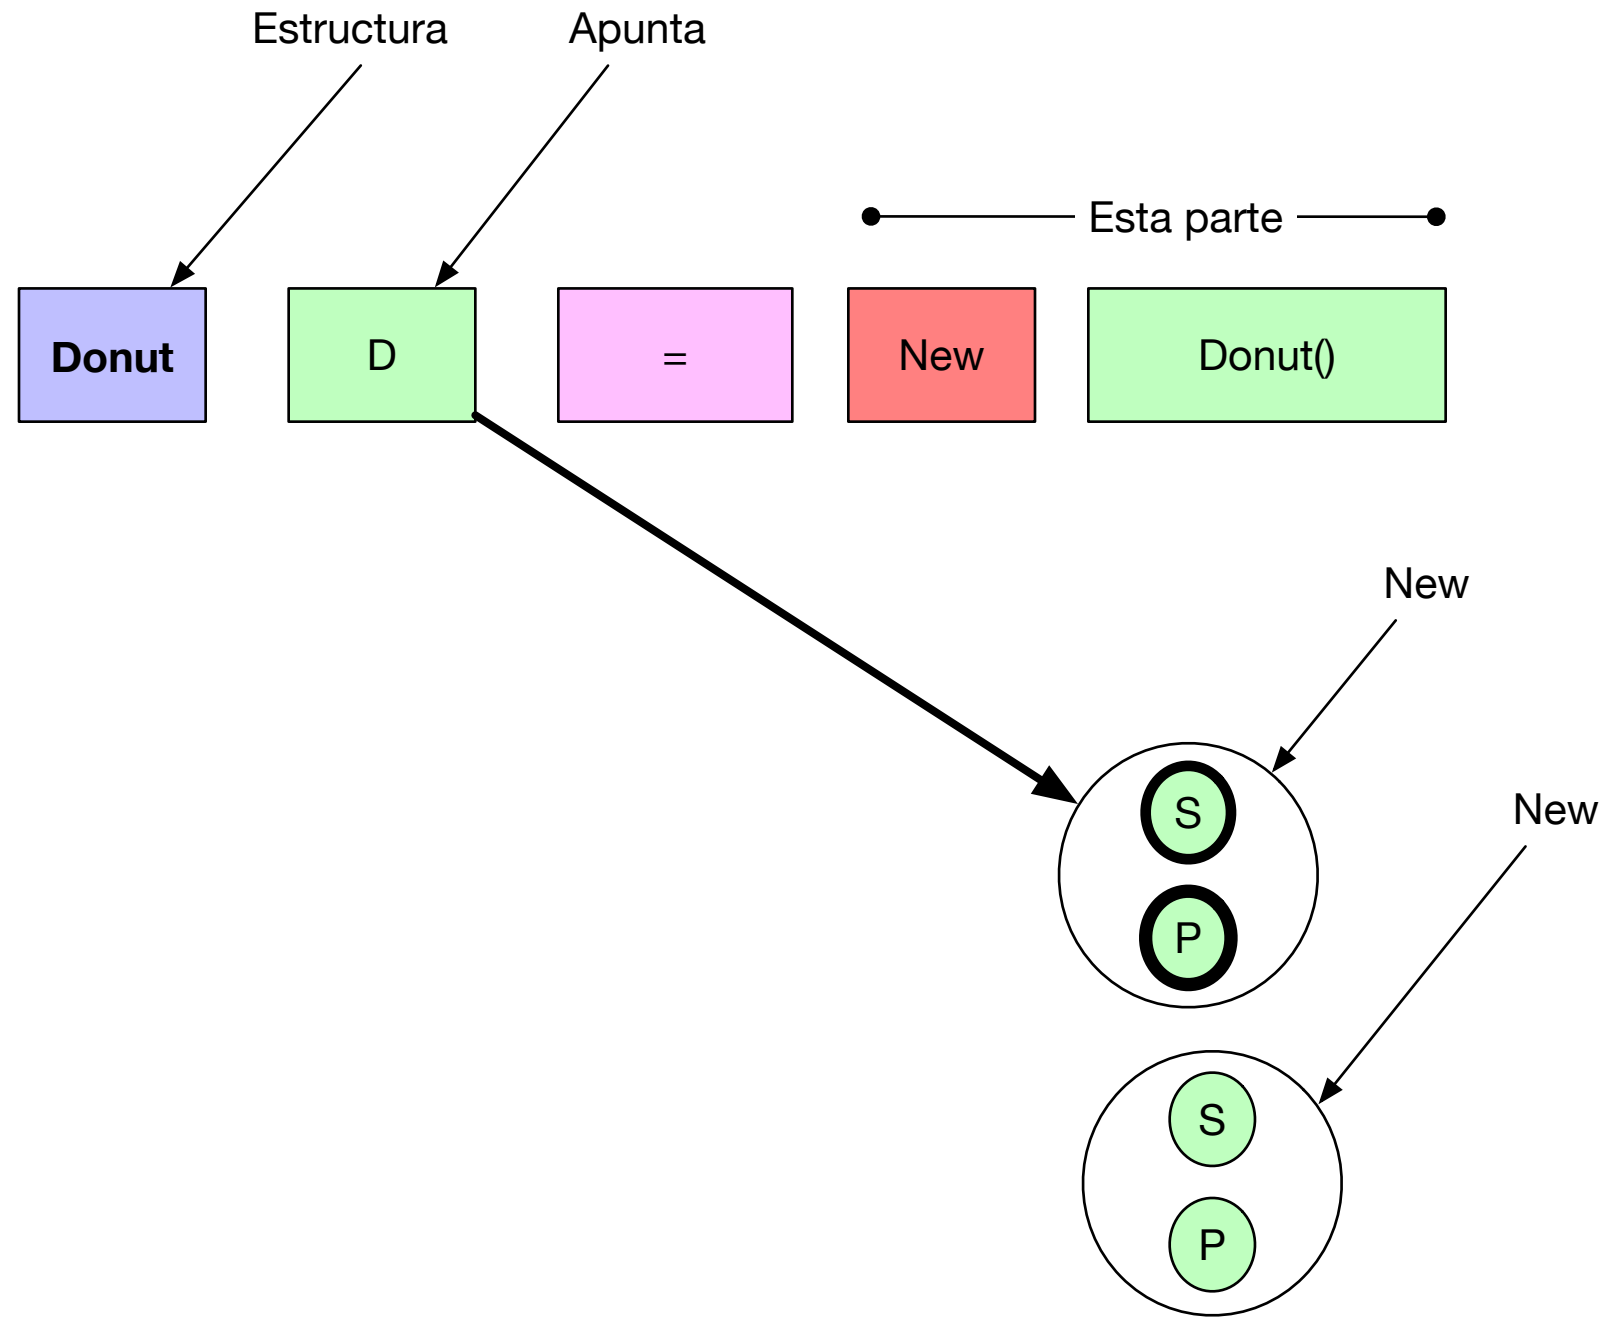 Estructura
Apunta
Esta parte
Donut
D
=
New
Donut()
New
S
New
P
S
P